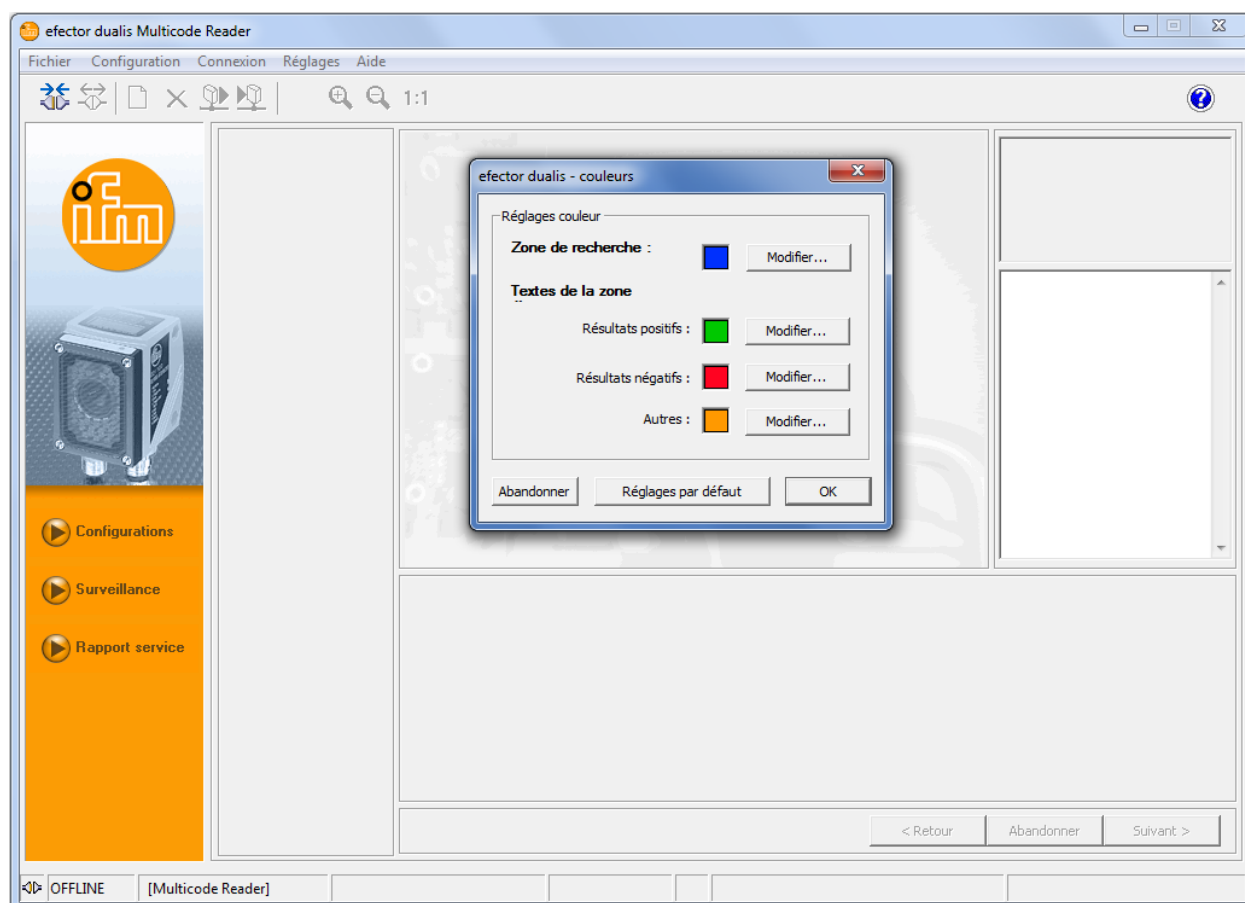 efector dualis Multicode Reader
Fichier Configuration Connexion Réglages Aide
1:1
ifm
efector dualis - couleurs
Réglages couleur
Zone de recherche :
Modifier...
Textes de la zone
Résultats positifs :
Modifier...
Résultats négatifs :
Modifier...
Autres :
Modifier...
Abandonner Réglages par défaut OK
Configurations
Surveillance
Rapport service
< Retour Abandonner Suivant >
OFFLINE [Multicode Reader]